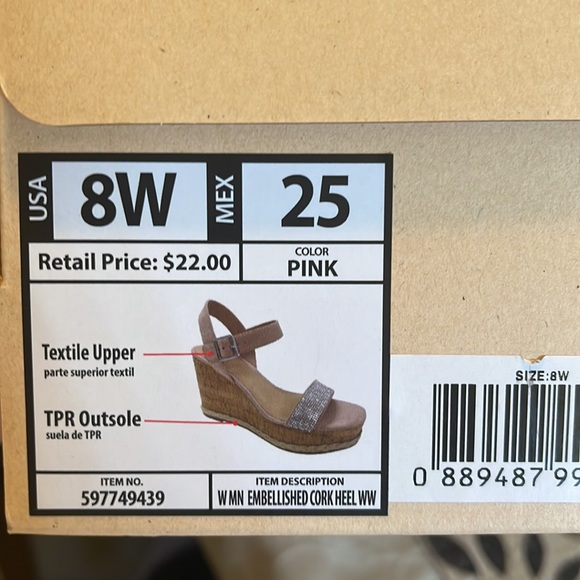 USA 8W MEX 25
Retail Price: $22.00
COLOR
PINK
Textile Upper
parte superior textil
TPR Outsole
suela de TPR
ITEM NO.
597749439
ITEM DESCRIPTION
W MN EMBELLISHED CORK HEEL WW
SIZE:8W
0 889487 99